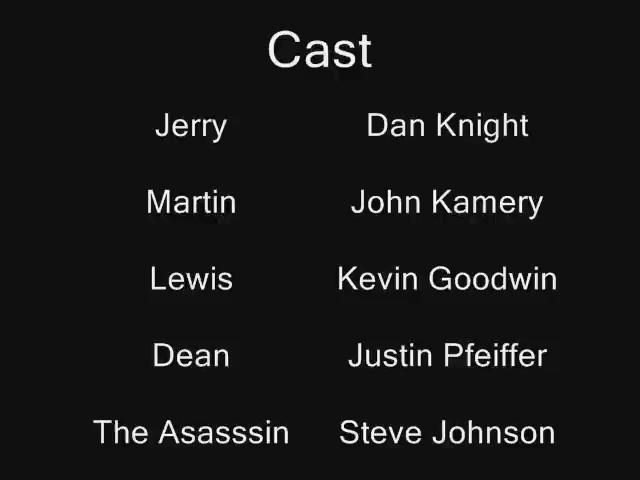 Cast
Jerry Dan Knight
Martin John Kamery
Lewis Kevin Goodwin
Dean Justin Pfeiffer
The Asasssin Steve Johnson